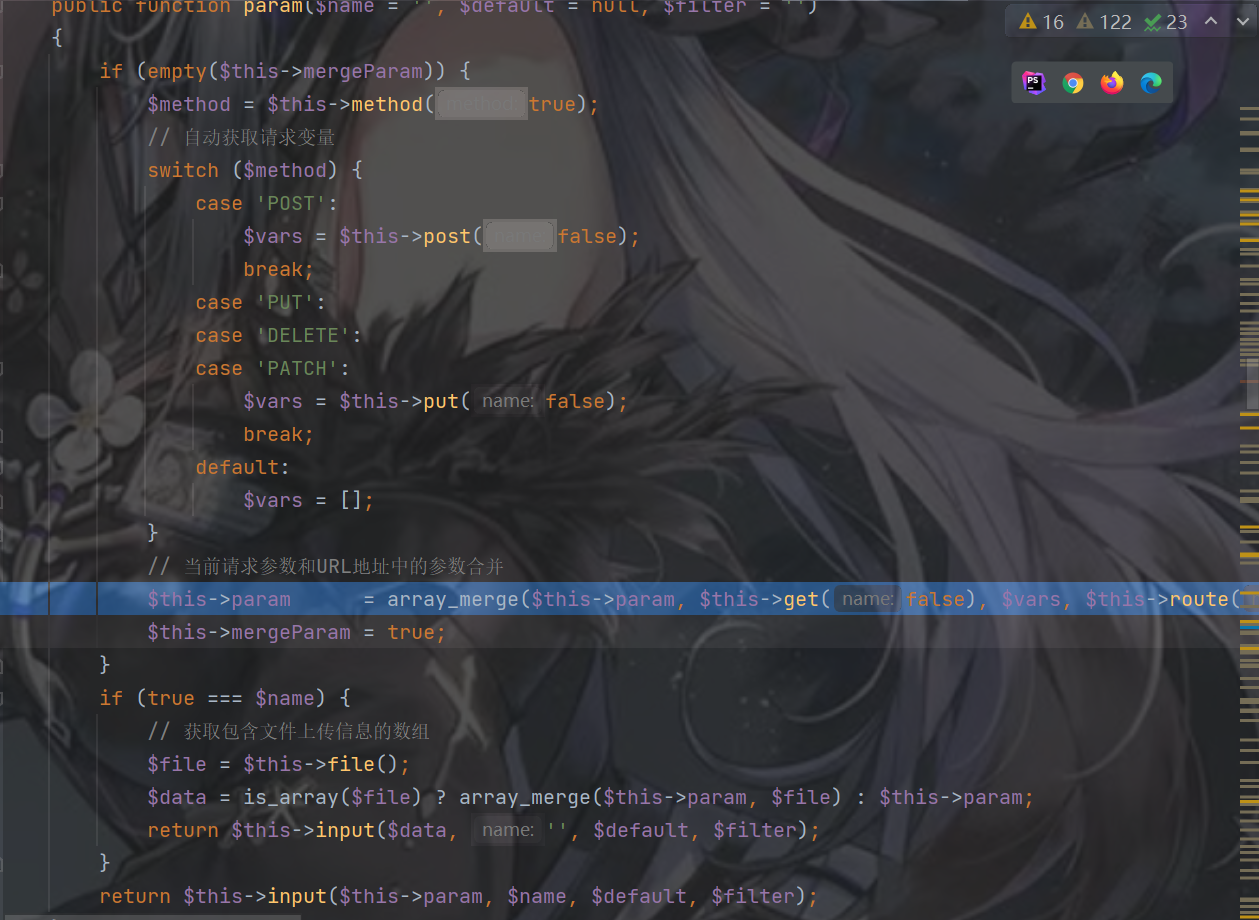 public function param($name = '', $default = null, $filter = '')
16 122 23
{
if (empty($this->mergeParam)) {
PS
$method = $this->method( method: true);
// 自动获取请求变量
switch ($method) {
case 'POST':
$vars = $this->post( name: false);
break;
case 'PUT':
case 'DELETE':
case 'PATCH':
$vars = $this->put( name: false);
break;
default:
$vars = [];
}
// 当前请求参数和URL地址中的参数合并
$this->param = array_merge($this->param, $this->get( name: false), $vars, $this->route(
$this->mergeParam = true;
}
if (true === $name) {
// 获取包含文件上传信息的数组
$file = $this->file();
$data = is_array($file) ? array_merge($this->param, $file) : $this->param;
return $this->input($data, name: '', $default, $filter);
}
return $this->input($this->param, $name, $default, $filter);